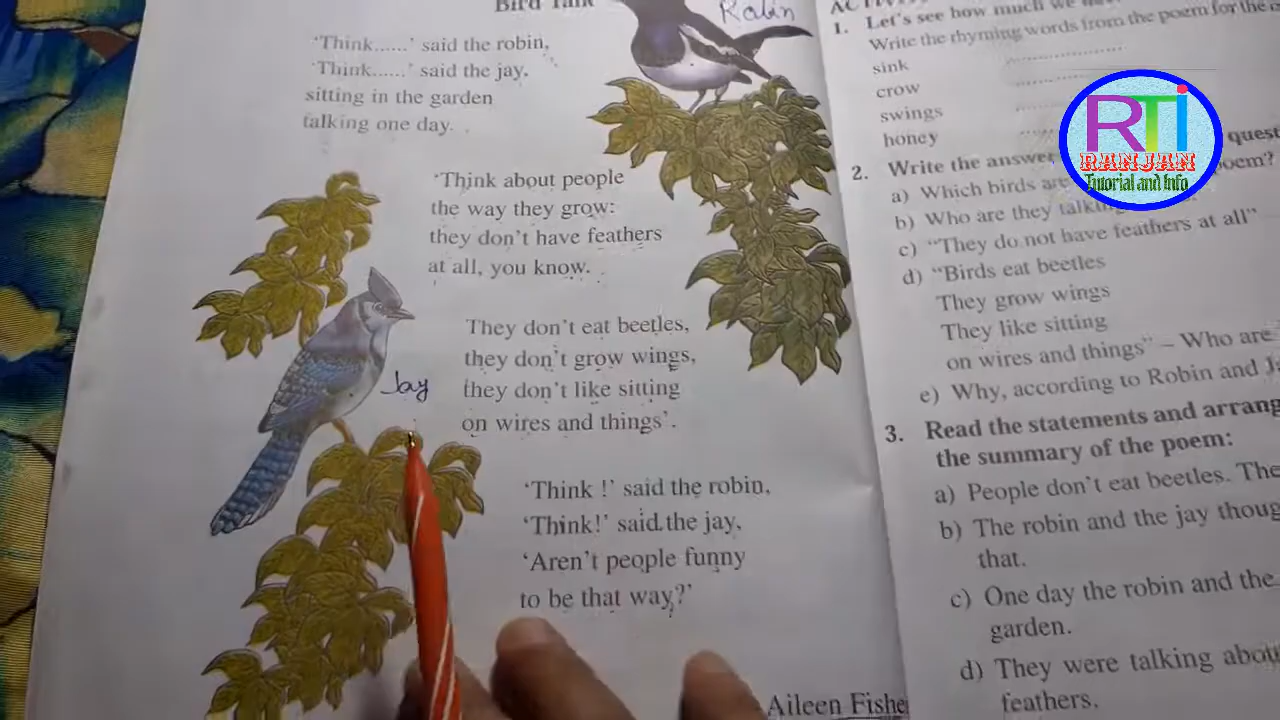 Bird Talk
Robin
'Think......' said the robin,
'Think......' said the jay.
sitting in the garden
talking one day.
'Think about people
the way they grow:
they don't have feathers
at all, you know.
They don't eat beetles,
they don't grow wings,
they don't like sitting
on wires and things'.
Jay
'Think !' said the robin,
'Think!' said the jay,
'Aren't people funny
to be that way?'
Aileen Fishe
1. Let's see how much we
Write the rhyming words from the poem for the
sink
crow
swings
honey
2. Write the answer quest
a) Which birds are poem?
b) Who are they talking
c) "They do not have feathers at all"
d) "Birds eat beetles
They grow wings
They like sitting
on wires and things" – Who are
e) Why, according to Robin and
3. Read the statements and arrang
the summary of the poem:
a) People don't eat beetles. The
b) The robin and the jay thoug
that.
c) One day the robin and the
garden.
d) They were talking abou
feathers.
RTi
RANJAN
Tutorial and Info